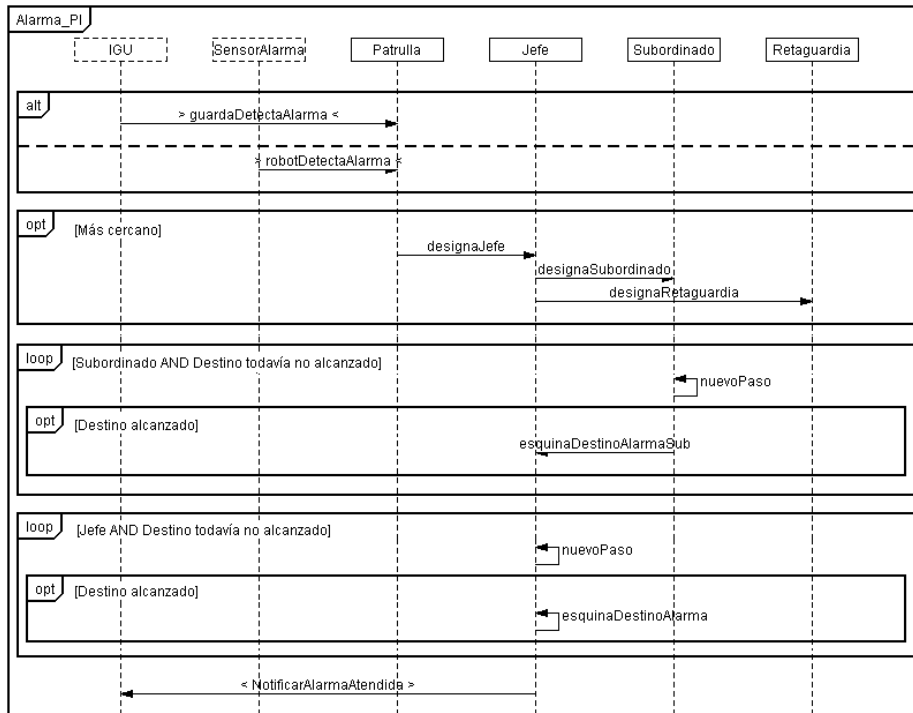 Alarma_PI
IGU
SensorAlarma
Patrulla
Jefe
Subordinado
Retaguardia
alt
> guardaDetectaAlarma <
> robotDetectaAlarma <
opt
[Más cercano]
designaJefe
designaSubordinado
designaRetaguardia
loop
[Subordinado AND Destino todavía no alcanzado]
nuevoPaso
opt
[Destino alcanzado]
esquinaDestinoAlarmaSub
loop
[Jefe AND Destino todavía no alcanzado]
nuevoPaso
opt
[Destino alcanzado]
esquinaDestinoAlarma
< NotificarAlarmaAtendida >